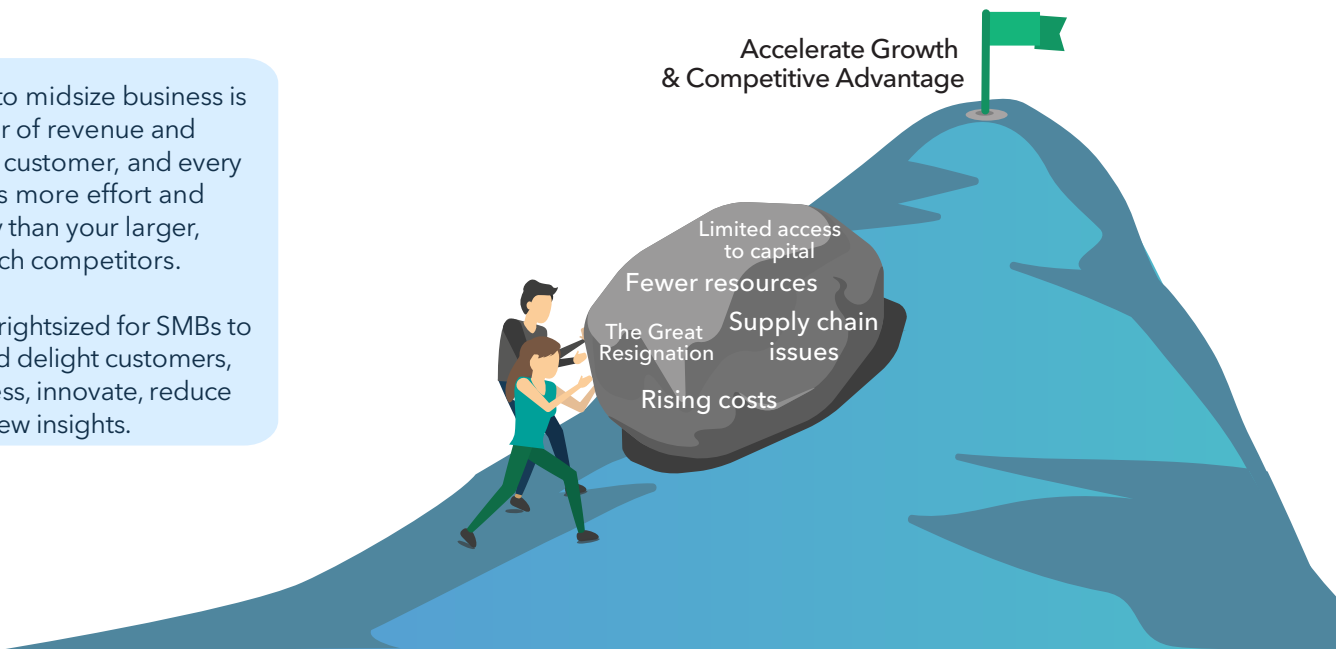 Accelerate Growth
& Competitive Advantage
to midsize business is
r of revenue and
customer, and every
s more effort and
than your larger,
ch competitors.
rightsized for SMBs to
d delight customers,
ess, innovate, reduce
ew insights.
Limited access
to capital
Fewer resources
The Great
Resignation
Supply chain
issues
Rising costs